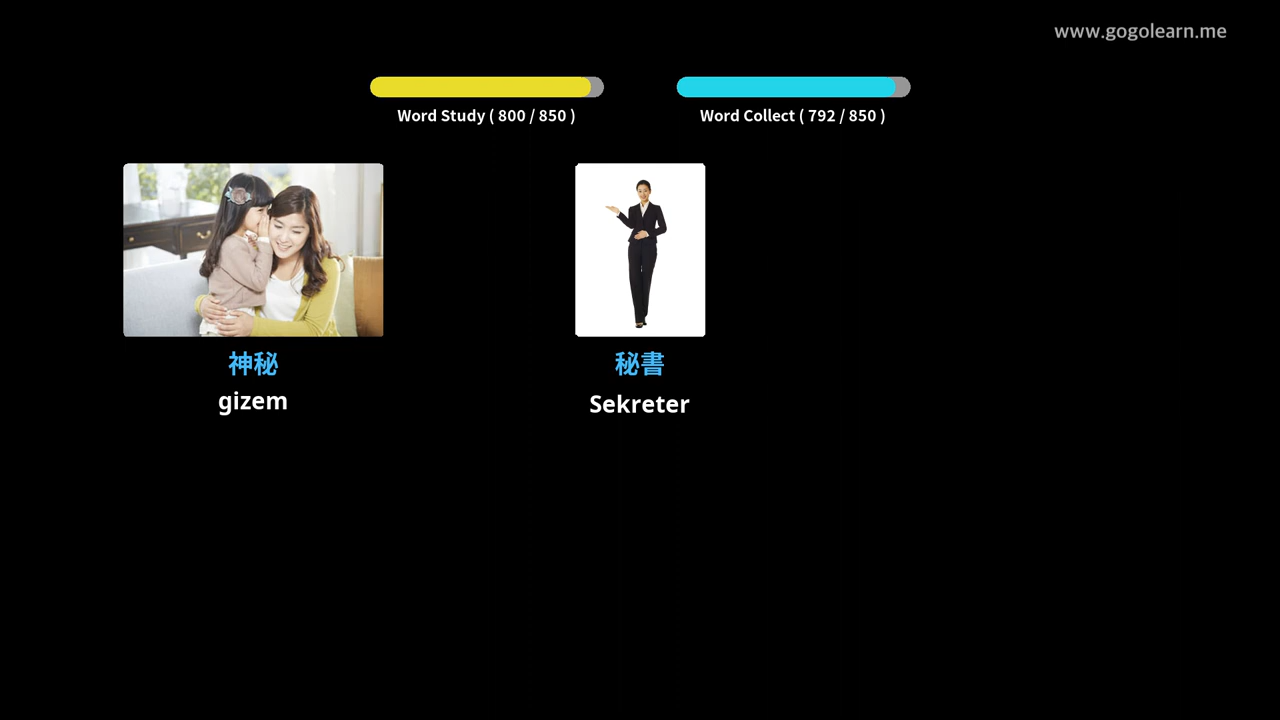 www.gogolearn.me
Word Study ( 800 / 850 )
Word Collect ( 792 / 850 )
神秘
gizem
秘書
Sekreter